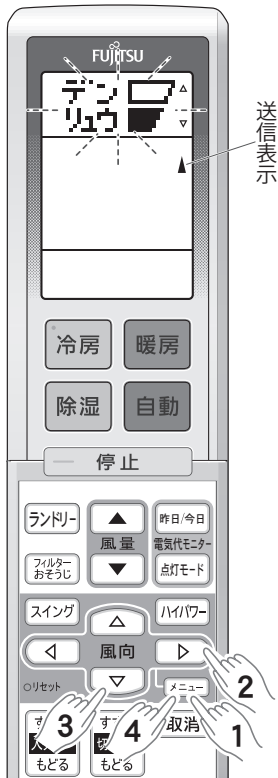 FUJITSU
デン
リュウ
送信表示
冷房
暖房
除湿
自動
停止
ランドリー
風量
昨日/今日
電気代モニター
フィルター
おそうじ
点灯モード
スイング
ハイパワー
風向
リセット
メニュー
取消
もどる
もどる
2
3
4
1